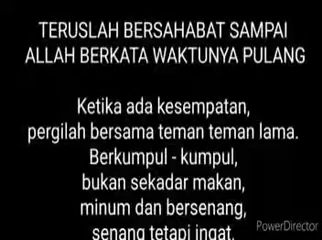 TERUSLAH BERSAHABAT SAMPAI
ALLAH BERKATA WAKTUNYA PULANG
Ketika ada kesempatan,
pergilah bersama teman teman lama.
Berkumpul - kumpul,
bukan sekadar makan,
minum dan bersenang,
senang tetapi ingat,
PowerDirector